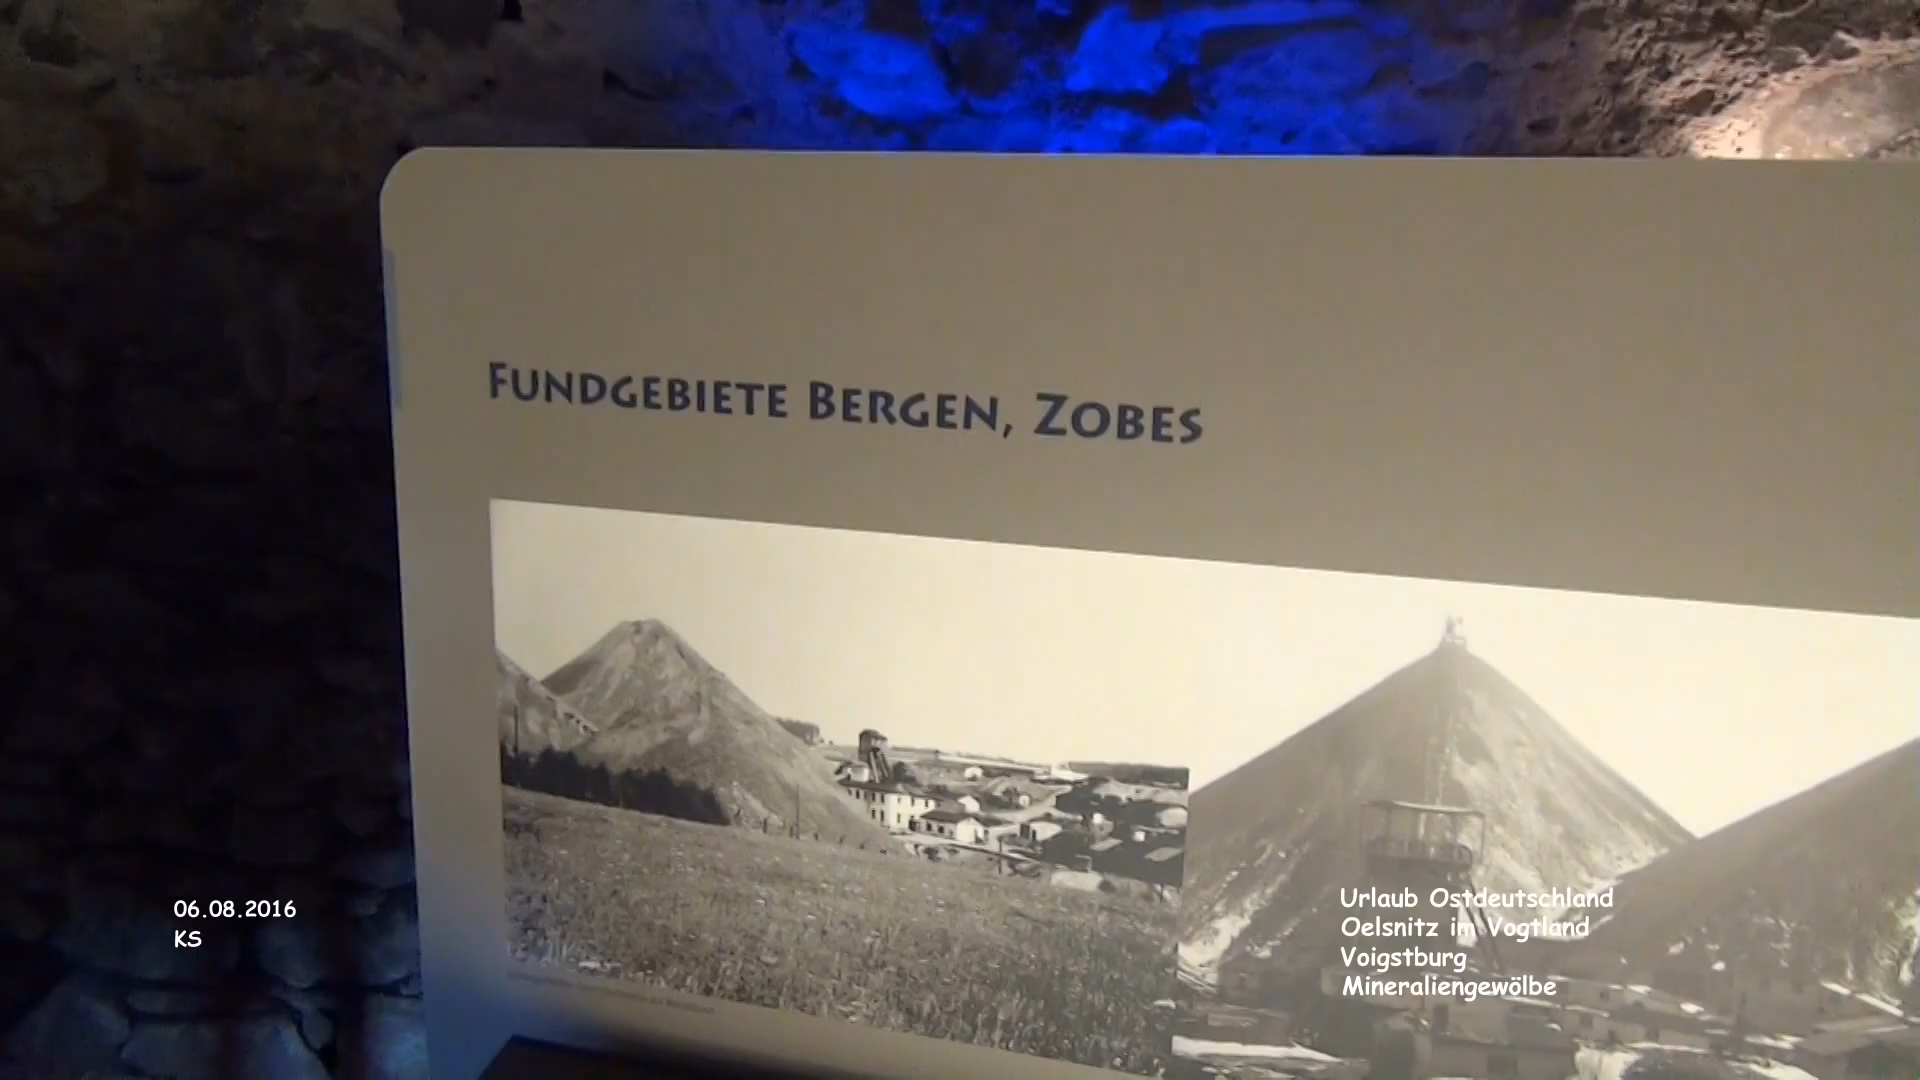 FUNDGEBIETE BERGEN, ZOBES
06.08.2016
KS
Urlaub Ostdeutschland
Oelsnitz im Vogtland
Voigstburg
Mineraliengewölbe